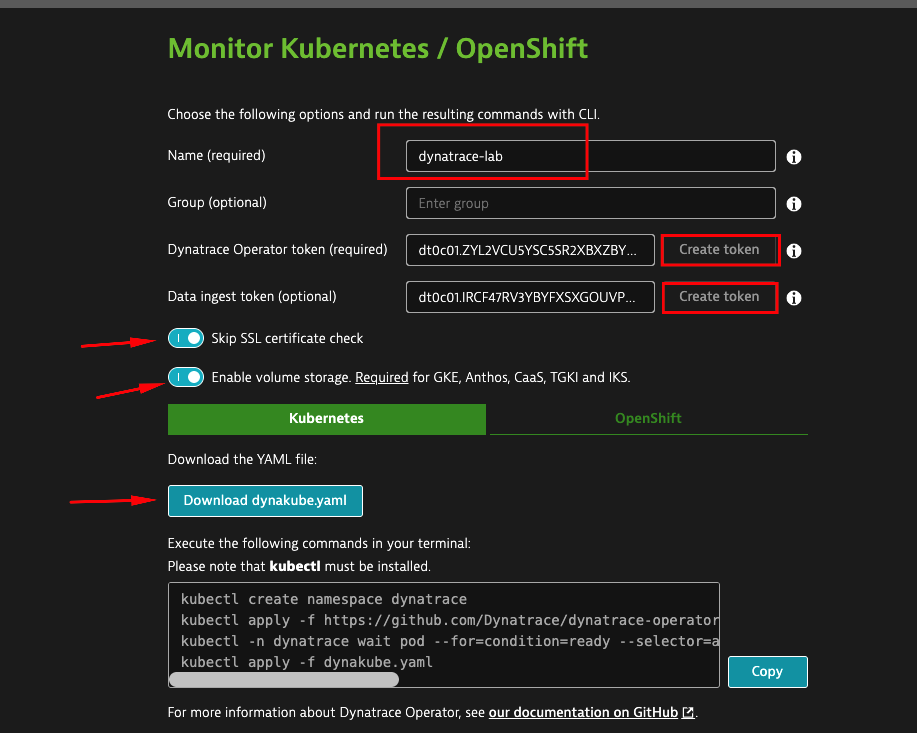 Monitor Kubernetes / OpenShift
Choose the following options and run the resulting commands with CLI.
Name (required)
dynatrace-lab
Group (optional)
Enter group
Dynatrace Operator token (required)
dt0c01.ZYL2VCU5YSC5SR2XBXZBY...
Create token
Data ingest token (optional)
dt0c01.IRCF47RV3YBYFXSXGOUVP...
Create token
Skip SSL certificate check
Enable volume storage. Required for GKE, Anthos, CaaS, TGKI and IKS.
Kubernetes
OpenShift
Download the YAML file:
Download dynakube.yaml
Execute the following commands in your terminal:
Please note that kubectl must be installed.
kubectl create namespace dynatrace
kubectl apply -f https://github.com/Dynatrace/dynatrace-operator
kubectl -n dynatrace wait pod --for=condition=ready --selector=a
kubectl apply -f dynakube.yaml
Copy
For more information about Dynatrace Operator, see our documentation on GitHub.